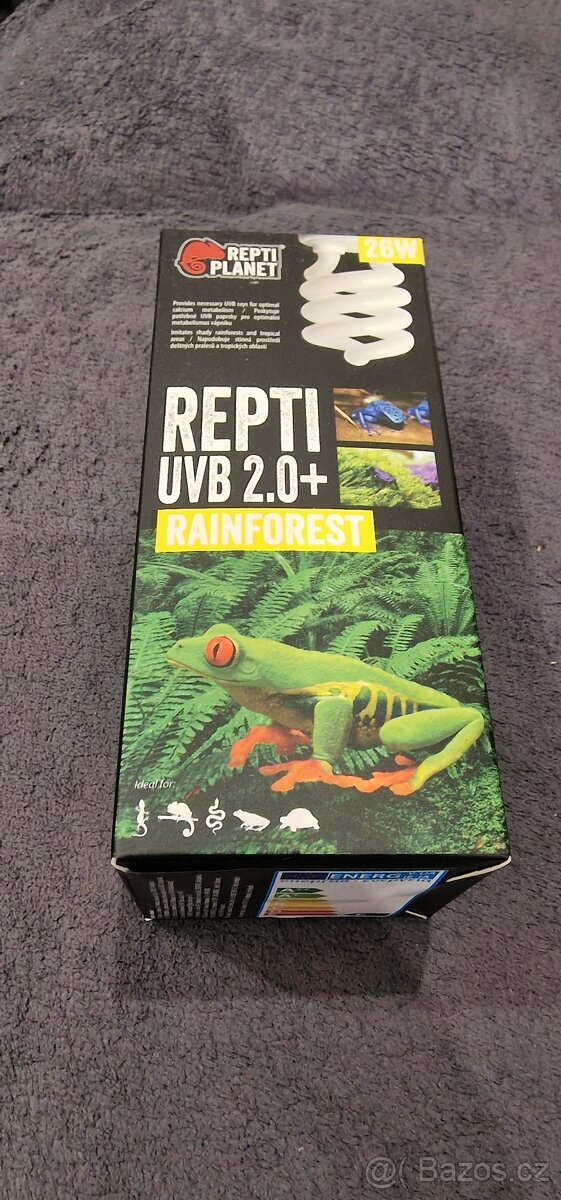 REPTI
PLANET
26W
Provides necessary UVB rays for optimal
calcium metabolism / Poskytuje
potřebné UVB paprsky pro optimální
metabolismus vápníku
Imitates shady rainforests and tropical
areas / Napodobuje stinná prostředí
deštných pralesů a tropických oblastí
REPTI
UVB 2.0+
RAINFOREST
Ideal for:
ENERG
A
A
@( Bazoš.cz